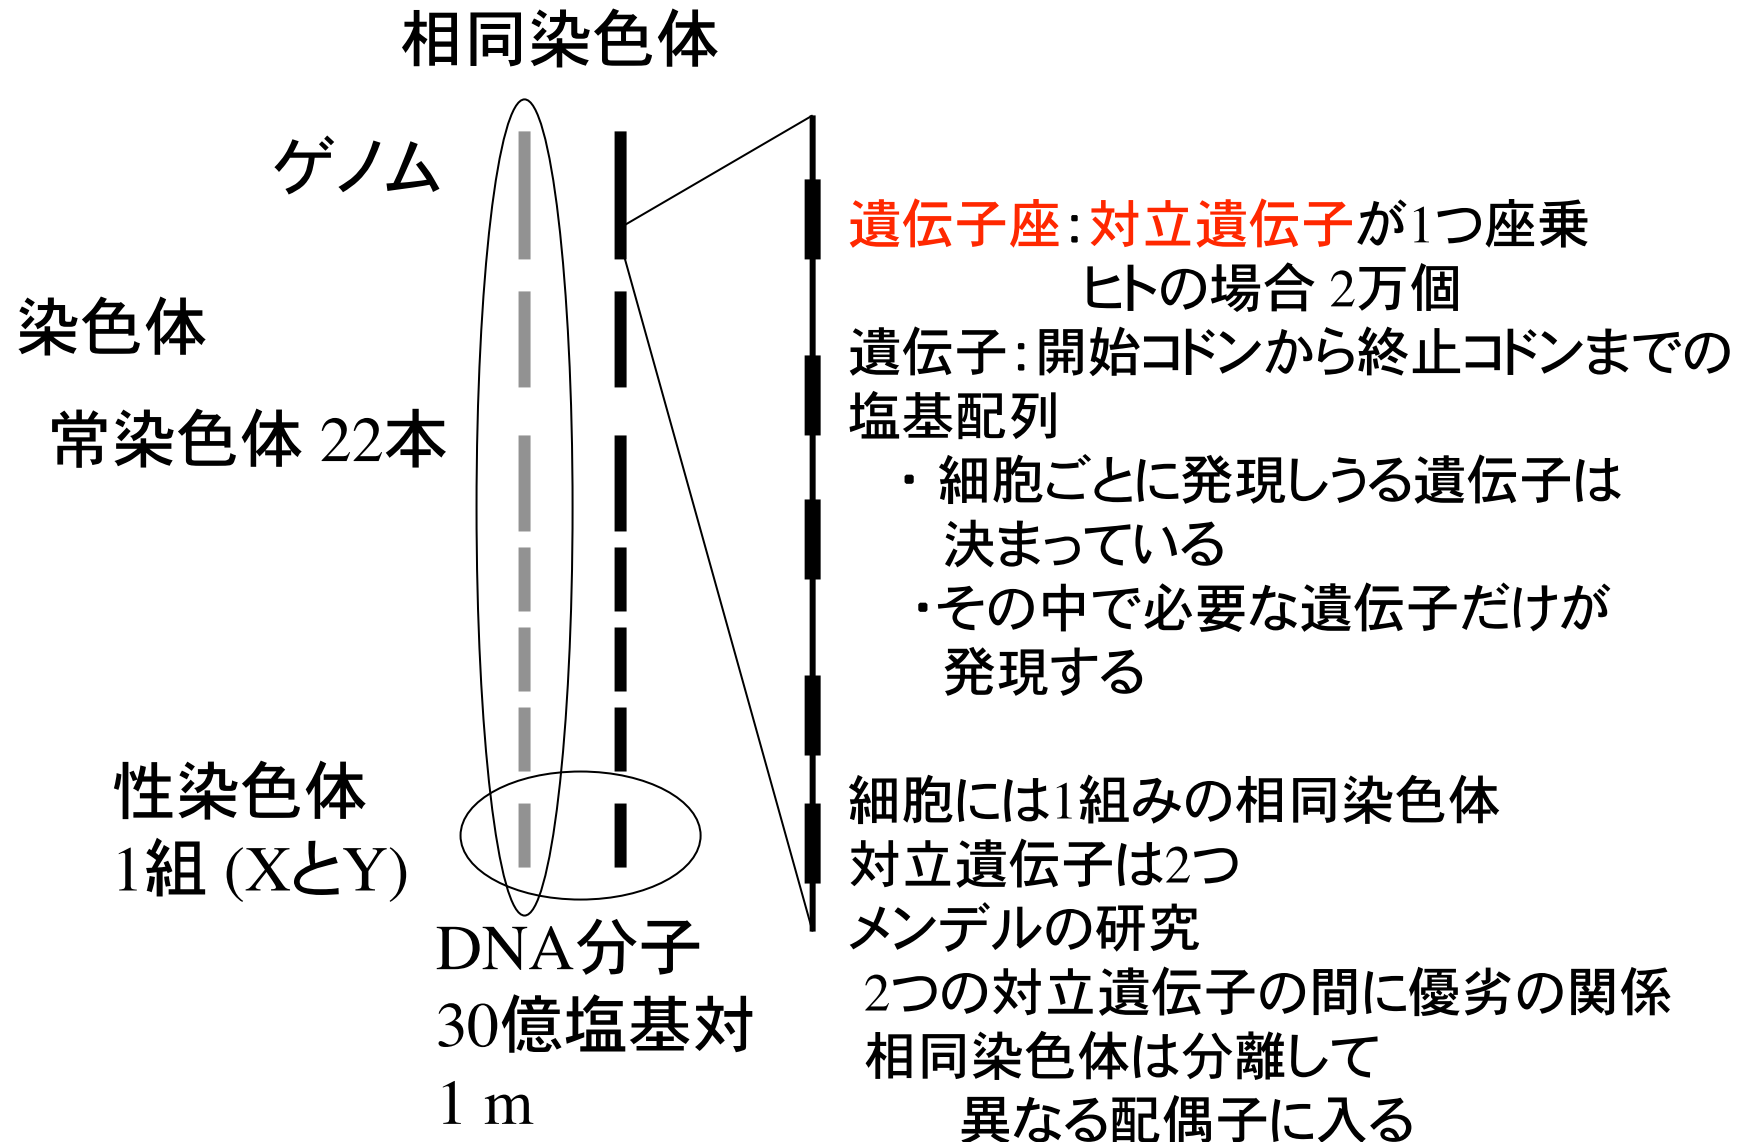 相同染色体
ゲノム
染色体
常染色体 22本
性染色体
1組 (XとY)
DNA分子
30億塩基対
1 m
遺伝子座：対立遺伝子が1つ座乗
ヒトの場合 2万個
遺伝子：開始コドンから終止コドンまでの
塩基配列
・ 細胞ごとに発現しうる遺伝子は
決まっている
・その中で必要な遺伝子だけが
発現する
細胞には1組みの相同染色体
対立遺伝子は2つ
メンデルの研究
2つの対立遺伝子の間に優劣の関係
相同染色体は分離して
異なる配偶子に入る